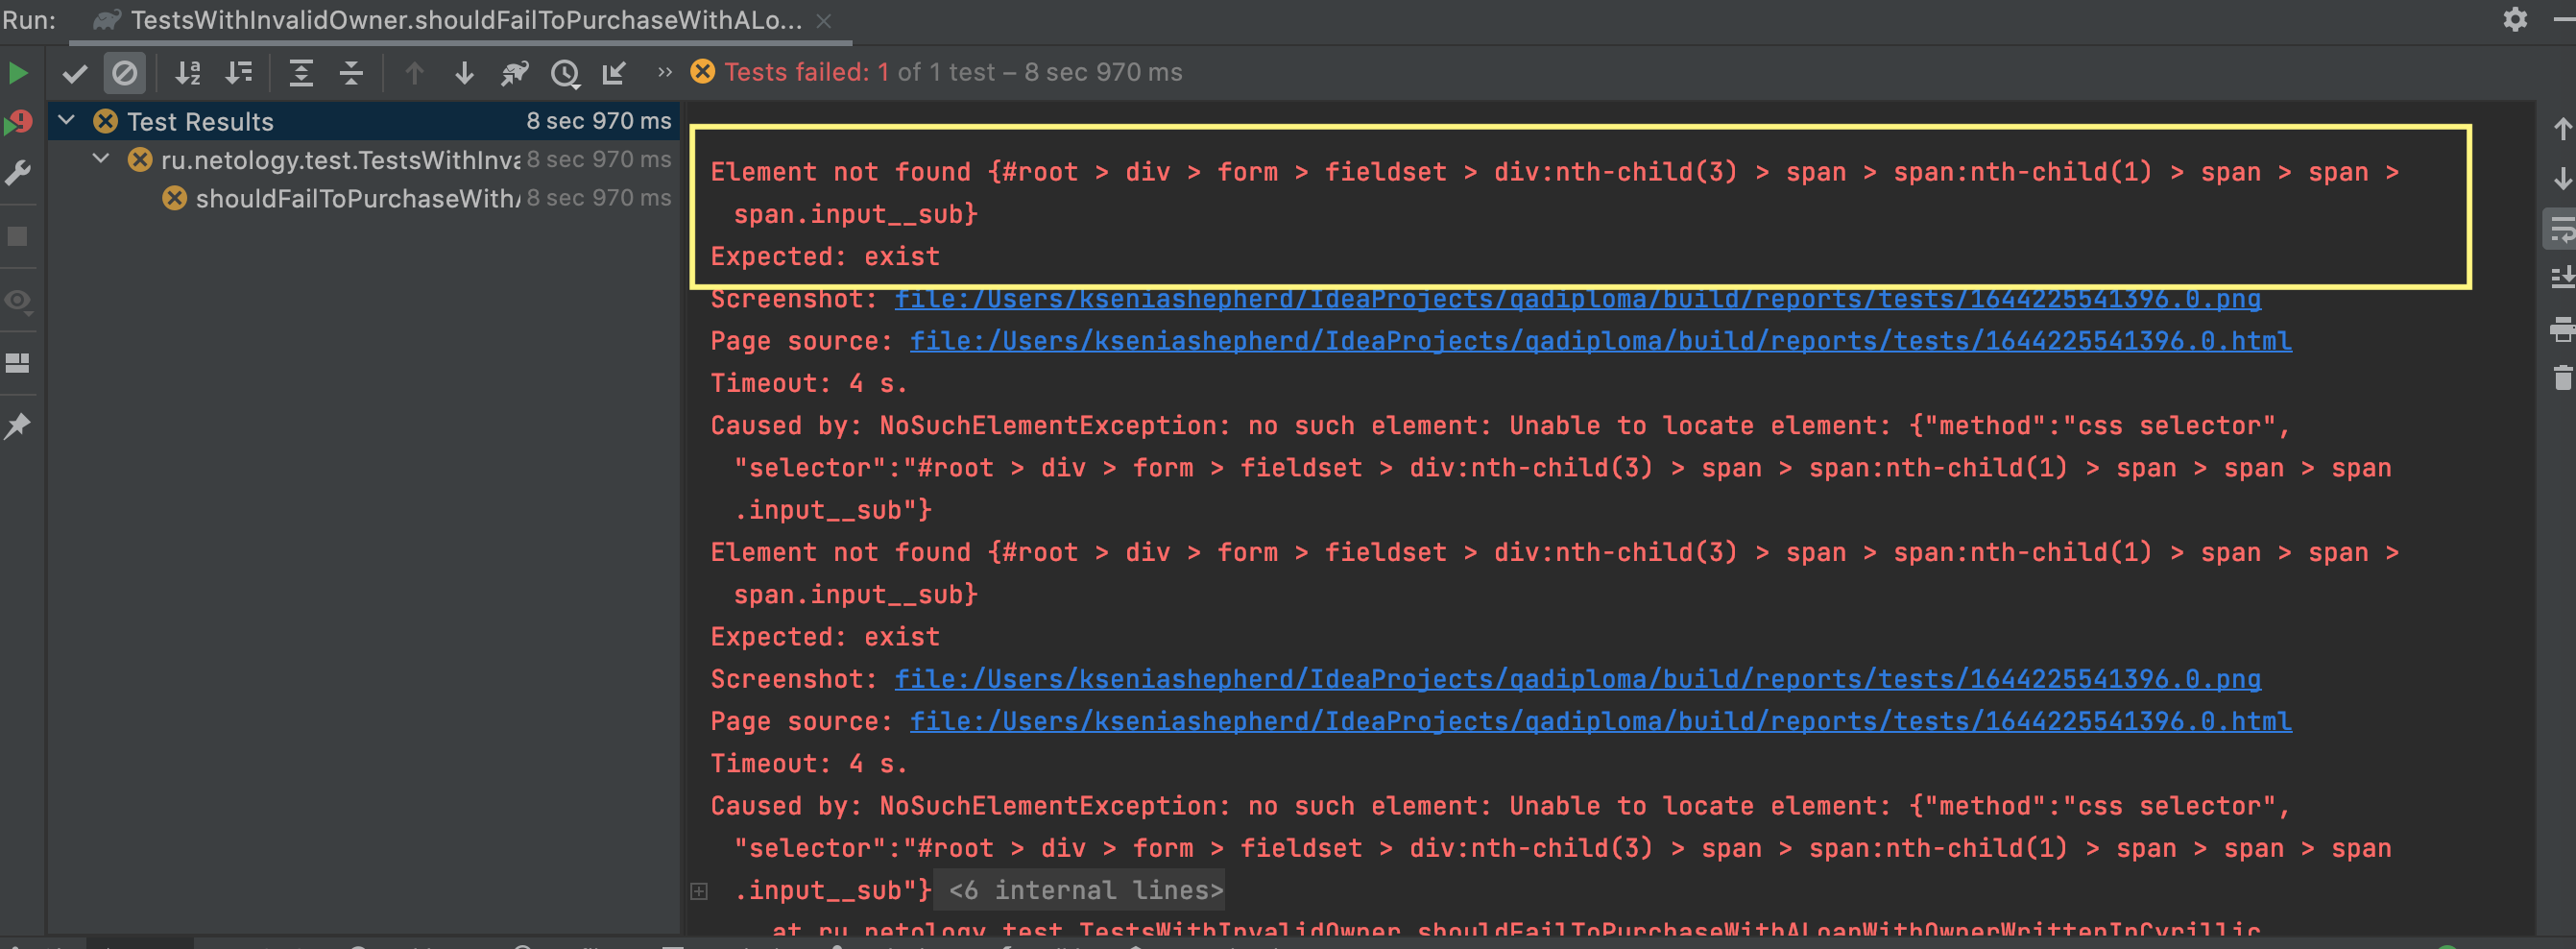 Run: TestsWithInvalidOwner.shouldFailToPurchaseWithALo...
Tests failed: 1 of 1 test – 8 sec 970 ms
Test Results 8 sec 970 ms
ru.netology.test.TestsWithInva 8 sec 970 ms
shouldFailToPurchaseWith 8 sec 970 ms
Element not found {#root > div > form > fieldset > div:nth-child(3) > span > span:nth-child(1) > span > span >
span.input__sub}
Expected: exist
Screenshot: file:/Users/kseniashepherd/IdeaProjects/qadiploma/build/reports/tests/1644225541396.0.png
Page source: file:/Users/kseniashepherd/IdeaProjects/qadiploma/build/reports/tests/1644225541396.0.html
Timeout: 4 s.
Caused by: NoSuchElementException: no such element: Unable to locate element: {"method":"css selector",
"selector":"#root > div > form > fieldset > div:nth-child(3) > span > span:nth-child(1) > span > span > span
.input__sub"}
Element not found {#root > div > form > fieldset > div:nth-child(3) > span > span:nth-child(1) > span > span >
span.input__sub}
Expected: exist
Screenshot: file:/Users/kseniashepherd/IdeaProjects/qadiploma/build/reports/tests/1644225541396.0.png
Page source: file:/Users/kseniashepherd/IdeaProjects/qadiploma/build/reports/tests/1644225541396.0.html
Timeout: 4 s.
Caused by: NoSuchElementException: no such element: Unable to locate element: {"method":"css selector",
"selector":"#root > div > form > fieldset > div:nth-child(3) > span > span:nth-child(1) > span > span > span
.input__sub"} <6 internal lines>
at ru.netology.test.TestsWithInvalidOwner.shouldFailToPurchaseWithALoanWithOwnerWrittenInCyrillic